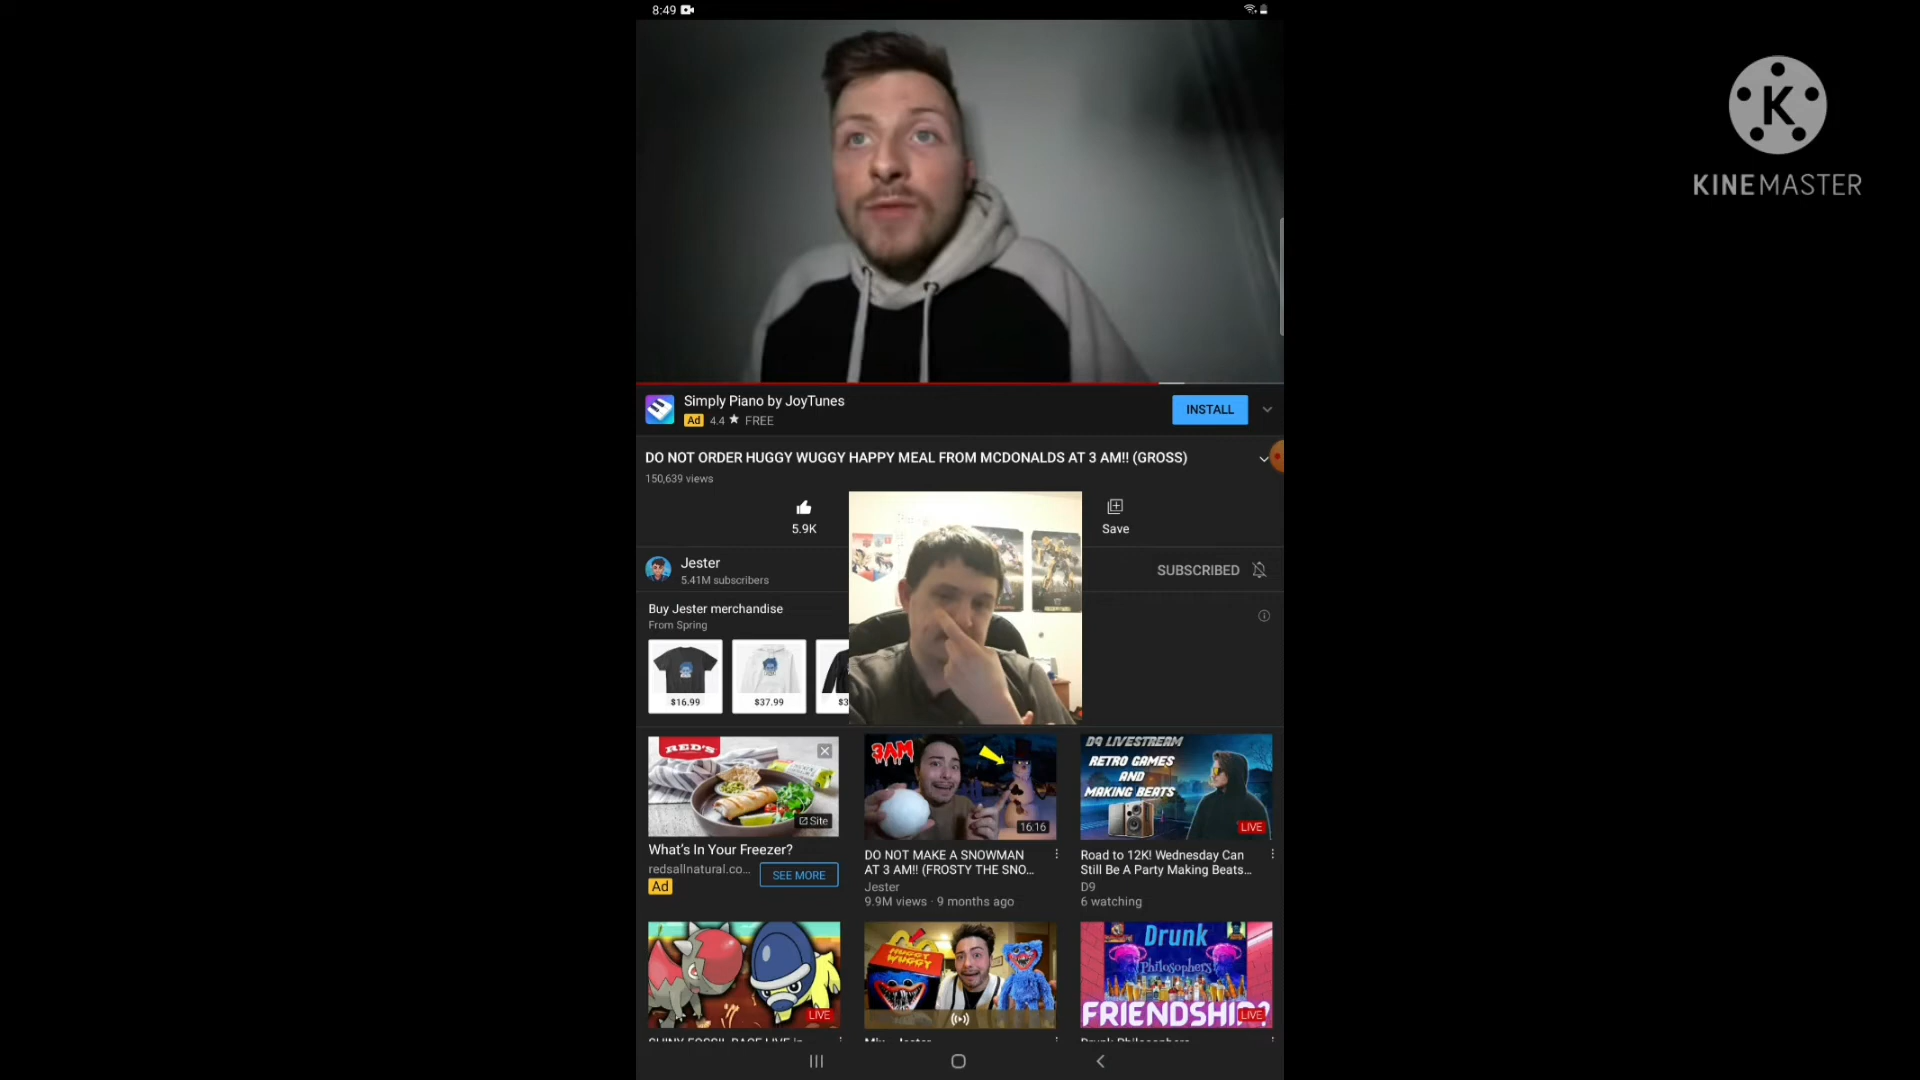 8:49
K
KINEMASTER
Simply Piano by JoyTunes
Ad 4.4 ★ FREE
INSTALL
DO NOT ORDER HUGGY WUGGY HAPPY MEAL FROM MCDONALDS AT 3 AM!! (GROSS)
150,639 views
5.9K
Save
Jester
5.41M subscribers
SUBSCRIBED
Buy Jester merchandise
From Spring
$16.99
$37.99
$3
RED'S
Site
What's In Your Freezer?
redsallnatural.co...
Ad
SEE MORE
3AM
16:16
DO NOT MAKE A SNOWMAN
AT 3 AM!! (FROSTY THE SNO...
Jester
9.9M views · 9 months ago
D9 LIVESTREAM
RETRO GAMES
AND
MAKING BEATS
LIVE
Road to 12K! Wednesday Can
Still Be A Party Making Beats...
D9
6 watching
LIVE
HUGGY
WUGGY
Drunk
Philosophers
FRIENDSHIP?
LIVE